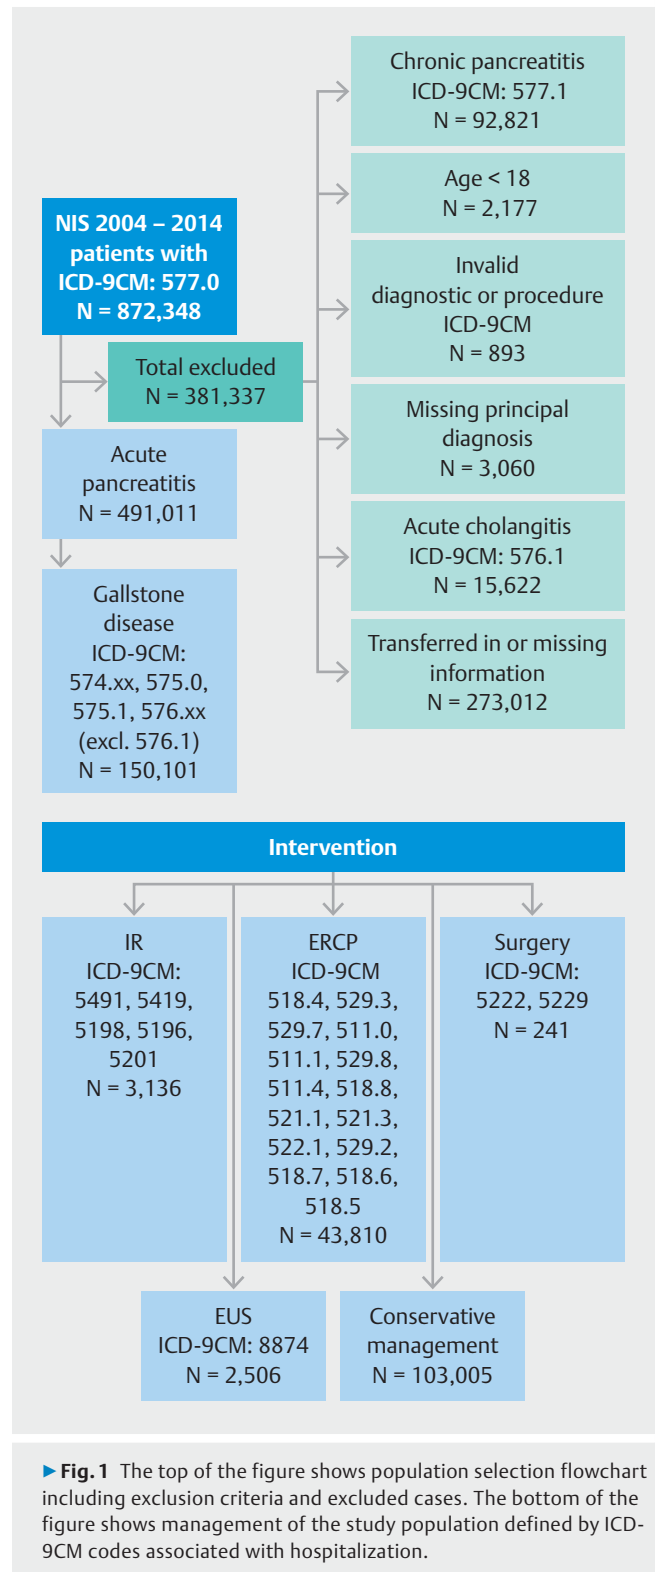 NIS 2004 – 2014
patients with
ICD-9CM: 577.0
N = 872,348
Total excluded
N = 381,337
Chronic pancreatitis
ICD-9CM: 577.1
N = 92,821
Age < 18
N = 2,177
Invalid
diagnostic or procedure
ICD-9CM
N = 893
Missing principal
diagnosis
N = 3,060
Acute cholangitis
ICD-9CM: 576.1
N = 15,622
Transferred in or missing
information
N = 273,012
Acute
pancreatitis
N = 491,011
Gallstone
disease
ICD-9CM:
574.xx, 575.0,
575.1, 576.xx
(excl. 576.1)
N = 150,101
Intervention
IR
ICD-9CM:
5491, 5419,
5198, 5196,
5201
N = 3,136
ERCP
ICD-9CM
518.4, 529.3,
529.7, 511.0,
511.1, 529.8,
511.4, 518.8,
521.1, 521.3,
522.1, 529.2,
518.7, 518.6,
518.5
N = 43,810
Surgery
ICD-9CM:
5222, 5229
N = 241
EUS
ICD-9CM: 8874
N = 2,506
Conservative
management
N = 103,005
▶ Fig. 1 The top of the figure shows population selection flowchart
including exclusion criteria and excluded cases. The bottom of the
figure shows management of the study population defined by ICD-
9CM codes associated with hospitalization.